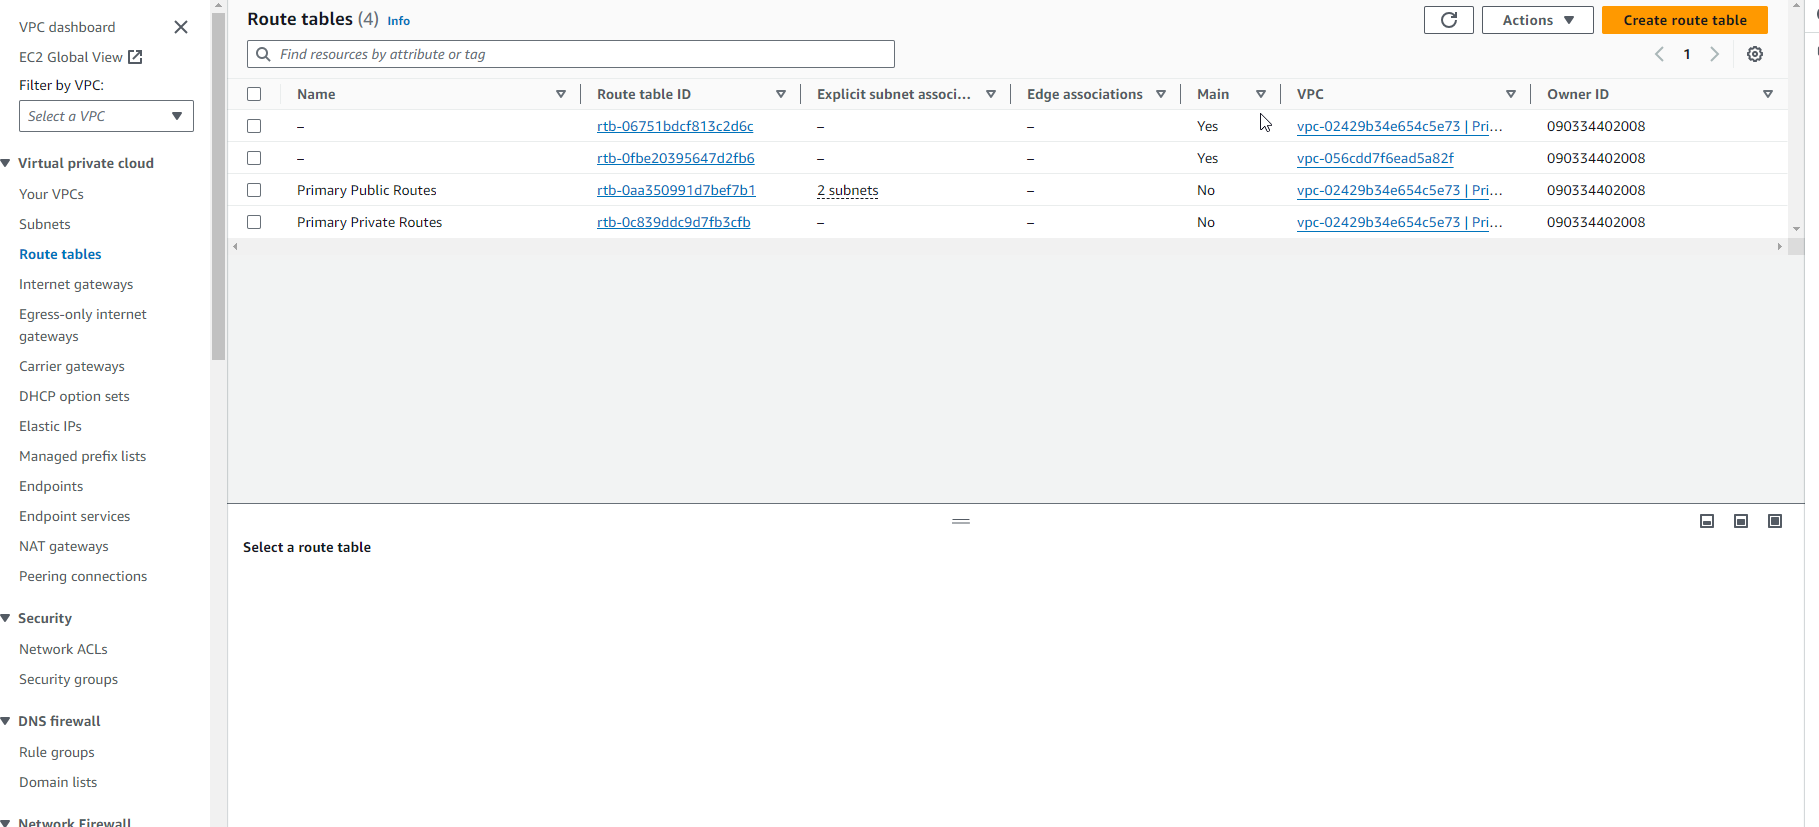 VPC dashboard
EC2 Global View
Filter by VPC:
Select a VPC
Virtual private cloud
Your VPCs
Subnets
Route tables
Internet gateways
Egress-only internet
gateways
Carrier gateways
DHCP option sets
Elastic IPs
Managed prefix lists
Endpoints
Endpoint services
NAT gateways
Peering connections
Security
Network ACLs
Security groups
DNS firewall
Rule groups
Domain lists
Network Firewall
Route tables (4) Info
Actions
Create route table
Find resources by attribute or tag
1
Name Route table ID Explicit subnet associ... Edge associations Main VPC Owner ID
– rtb-06751bdcf813c2d6c – – Yes vpc-02429b34e654c5e73 | Pri... 090334402008
– rtb-0fbe20395647d2fb6 – – Yes vpc-056cdd7f6ead5a82f 090334402008
Primary Public Routes rtb-0aa350991d7bef7b1 2 subnets – No vpc-02429b34e654c5e73 | Pri... 090334402008
Primary Private Routes rtb-0c839ddc9d7fb3cfb – – No vpc-02429b34e654c5e73 | Pri... 090334402008
Select a route table